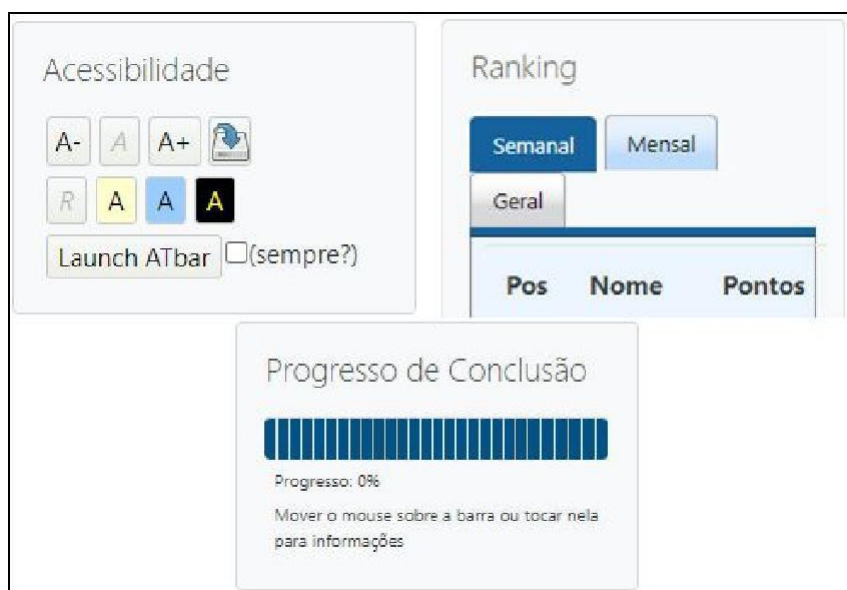 Acessibilidade
A- A A+
R A A A
Launch ATbar (sempre?)
Ranking
Semanal Mensal
Geral
Pos Nome Pontos
Progresso de Conclusão
Progresso: 0%
Mover o mouse sobre a barra ou tocar nela
para informações